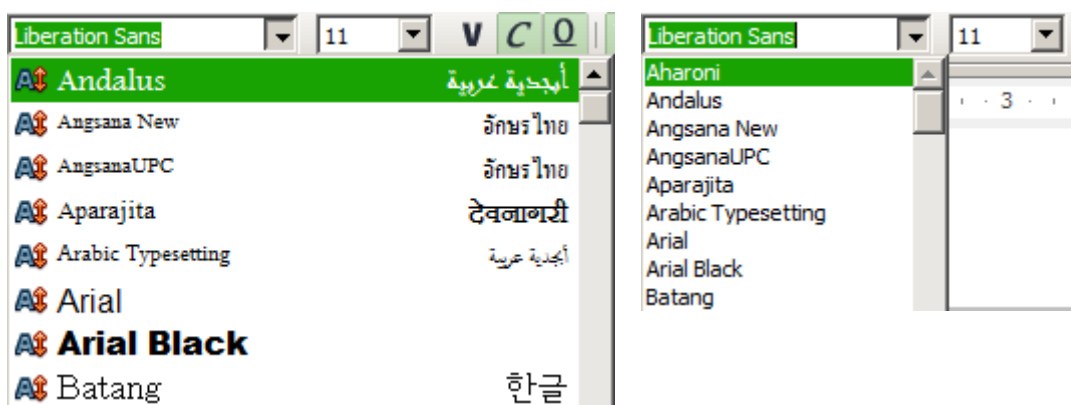 Liberation Sans 11 V C O
Andalus أبجدية عربية
Angsana New อักษรไทย
AngsanaUPC อักษรไทย
Aparajita देवनागरी
Arabic Typesetting أبجدية عربية
Arial
Arial Black
Batang 한글
Liberation Sans 11
3
Aharoni
Andalus
Angsana New
AngsanaUPC
Aparajita
Arabic Typesetting
Arial
Arial Black
Batang